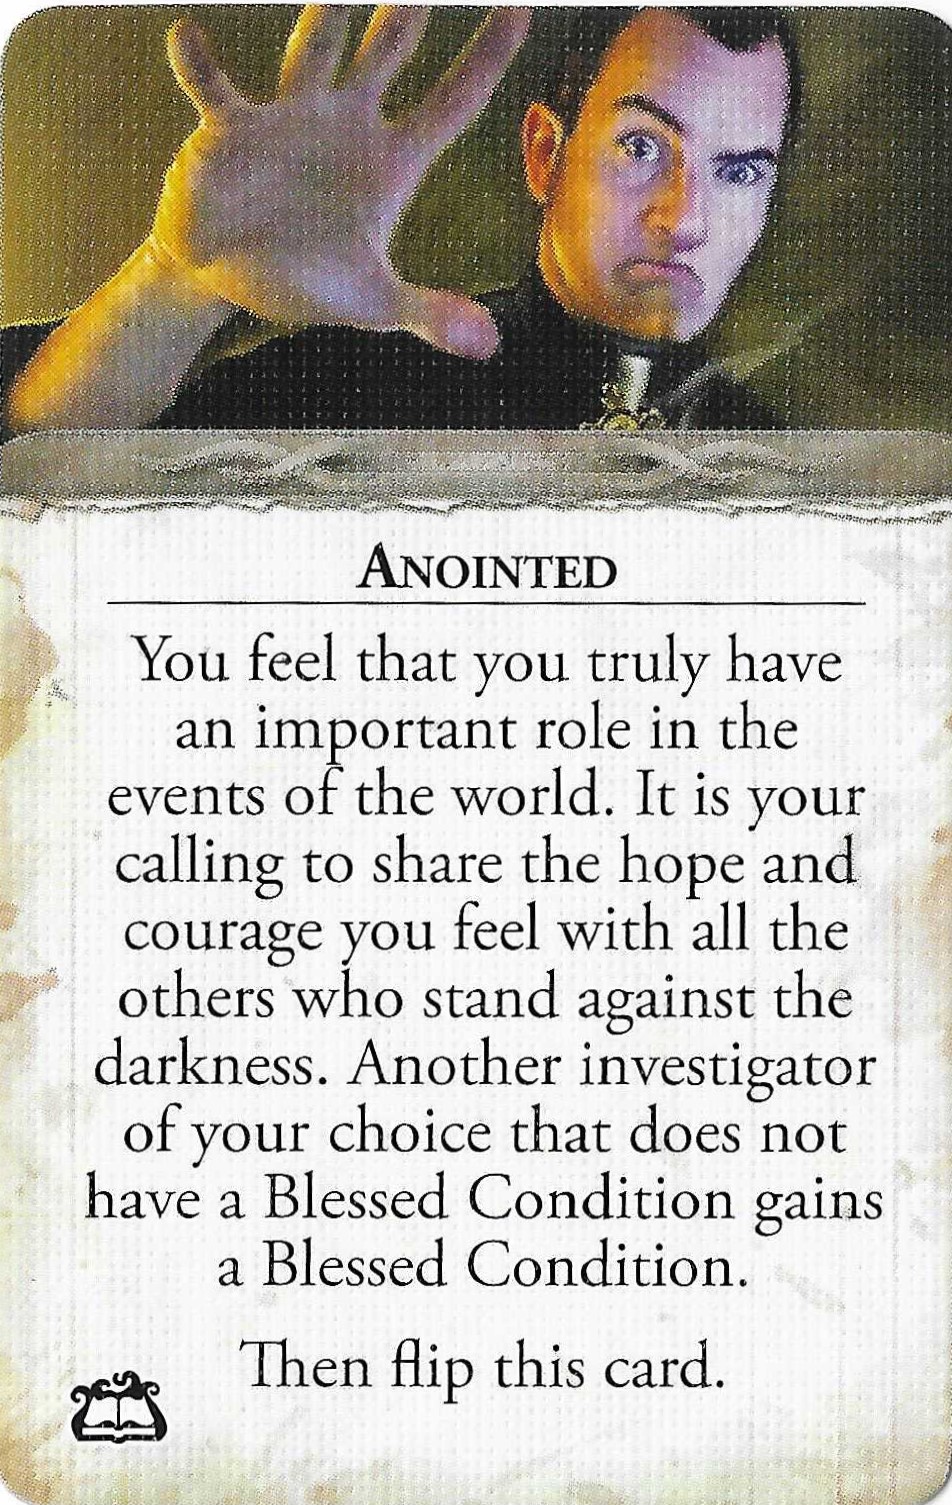 Anointed
You feel that you truly have
an important role in the
events of the world. It is your
calling to share the hope and
courage you feel with all the
others who stand against the
darkness. Another investigator
of your choice that does not
have a Blessed Condition gains
a Blessed Condition.
Then flip this card.